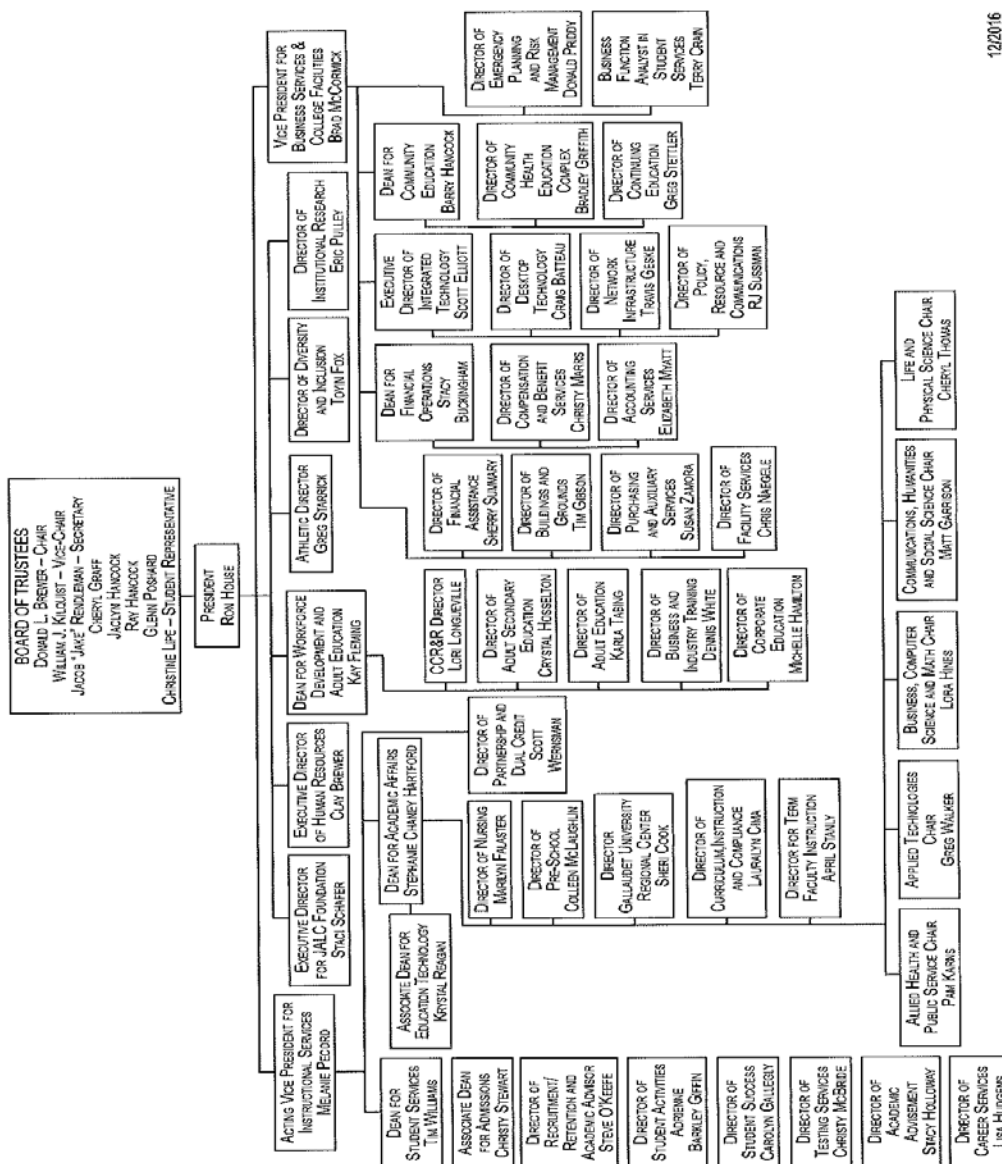 BOARD OF TRUSTEES
DONALD L. BREWER – CHAIR
WILLIAM J. KILQUIST – VICE-CHAIR
JACOB "JAKE" RENDLEMAN – SECRETARY
CHERYL GRAFF
JACLYN HANCOCK
RAY HANCOCK
GLENN POSHARD
CHRISTINE LIPE – STUDENT REPRESENTATIVE
PRESIDENT
RON HOUSE
ACTING VICE PRESIDENT FOR
INSTRUCTIONAL SERVICES
MELANIE PECORD
EXECUTIVE DIRECTOR
FOR JALC FOUNDATION
STACI SCHAFER
EXECUTIVE DIRECTOR
OF HUMAN RESOURCES
CLAY BREWER
DEAN FOR WORKFORCE
DEVELOPMENT AND
ADULT EDUCATION
KAY FLEMING
ATHLETIC DIRECTOR
GREG STARRICK
DIRECTOR OF DIVERSITY
AND INCLUSION
TOYIN FOX
DIRECTOR OF
INSTITUTIONAL RESEARCH
ERIC PULLEY
VICE PRESIDENT FOR
BUSINESS SERVICES &
COLLEGE FACILITIES
BRAD MCCORMICK
DEAN FOR
STUDENT SERVICES
TIM WILLIAMS
ASSOCIATE DEAN
FOR ADMISSIONS
CHRISTY STEWART
DIRECTOR OF
RECRUITMENT/
RETENTION AND
ACADEMIC ADVISOR
STEVE O'KEEFE
DIRECTOR OF
STUDENT ACTIVITIES
ADRIENNE
BARKLEY GIFFIN
DIRECTOR OF
STUDENT SUCCESS
CAROLYN GALLEGLY
DIRECTOR OF
TESTING SERVICES
CHRISTY MCBRIDE
DIRECTOR OF
ACADEMIC
ADVISEMENT
STACY HOLLOWAY
DIRECTOR OF
CAREER SERVICES
LISA HUDGENS
ASSOCIATE DEAN FOR
EDUCATION TECHNOLOGY
KRYSTAL REAGAN
DEAN FOR ACADEMIC AFFAIRS
STEPHANIE CHANEY HARTFORD
DIRECTOR OF NURSING
MARILYN FALASTER
DIRECTOR OF
PRE-SCHOOL
COLLEEN MCLAUGHLIN
DIRECTOR
GALLAUDET UNIVERSITY
REGIONAL CENTER
SHERI COOK
DIRECTOR OF
CURRICULUM,INSTRUCTION
AND COMPLIANCE
LAURALYN CIMA
DIRECTOR FOR TERM
FACULTY INSTRUCTION
APRIL STANLY
DIRECTOR OF
PARTNERSHIP AND
DUAL CREDIT
SCOTT
WERNSMAN
CCR&R DIRECTOR
LORI LONGUEVILLE
DIRECTOR OF
ADULT SECONDARY
EDUCATION
CRYSTAL HOSSELTON
DIRECTOR OF
ADULT EDUCATION
KARLA TABING
DIRECTOR OF
BUSINESS AND
INDUSTRY TRAINING
DENNIS WHITE
DIRECTOR OF
CORPORATE
EDUCATION
MICHELLE HAMILTON
DIRECTOR OF
FINANCIAL
ASSISTANCE
SHERRY SUMMARY
DIRECTOR OF
BUILDINGS AND
GROUNDS
TIM GIBSON
DIRECTOR OF
PURCHASING
AND AUXILIARY
SERVICES
SUSAN ZAMORA
DIRECTOR OF
FACILITY SERVICES
CHRIS NAEGELE
DEAN FOR
FINANCIAL
OPERATIONS
STACY
BUCKINGHAM
DIRECTOR OF
COMPENSATION
AND BENEFIT
SERVICES
CHRISTY MARRS
DIRECTOR OF
ACCOUNTING
SERVICES
ELIZABETH MYATT
EXECUTIVE
DIRECTOR OF
INTEGRATED
TECHNOLOGY
SCOTT ELLIOTT
DIRECTOR OF
DESKTOP
TECHNOLOGY
CRAIG BATTEAU
DIRECTOR OF
NETWORK
INFRASTRUCTURE
TRAVIS GESKE
DIRECTOR OF
POLICY,
RESOURCE AND
COMMUNICATIONS
RJ SUSSMAN
DEAN FOR
COMMUNITY
EDUCATION
BARRY HANCOCK
DIRECTOR OF
COMMUNITY
HEALTH
EDUCATION
COMPLEX
BRADLEY GRIFFITH
DIRECTOR OF
CONTINUING
EDUCATION
GREG STETTLER
DIRECTOR OF
EMERGENCY
PLANNING
AND RISK
MANAGEMENT
DONALD PRIDDY
BUSINESS
FUNCTION
ANALYST IN
STUDENT
SERVICES
TERRY CRAIN
ALLIED HEALTH AND
PUBLIC SERVICE CHAIR
PAM KARNS
APPLIED TECHNOLOGIES
CHAIR
GREG WALKER
BUSINESS, COMPUTER
SCIENCE AND MATH CHAIR
LORA HINES
COMMUNICATIONS, HUMANITIES
AND SOCIAL SCIENCE CHAIR
MATT GARRISON
LIFE AND
PHYSICAL SCIENCE CHAIR
CHERYL THOMAS
12/2016